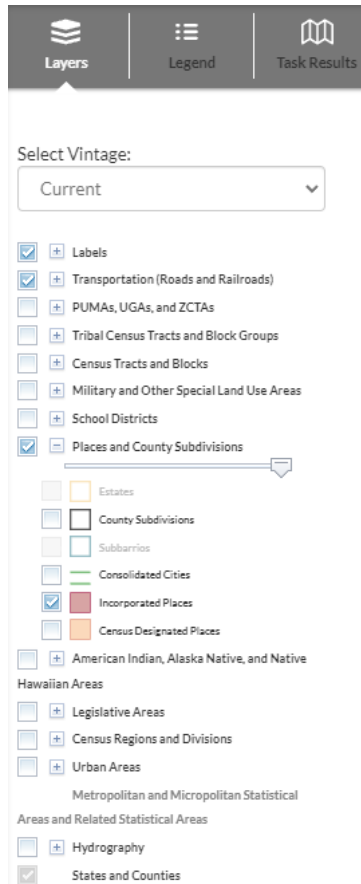 Layers Legend Task Results
Select Vintage:
Current
Labels
Transportation (Roads and Railroads)
PUMAs, UGAs, and ZCTAs
Tribal Census Tracts and Block Groups
Census Tracts and Blocks
Military and Other Special Land Use Areas
School Districts
Places and County Subdivisions
Estates
County Subdivisions
Subbarrios
Consolidated Cities
Incorporated Places
Census Designated Places
American Indian, Alaska Native, and Native
Hawaiian Areas
Legislative Areas
Census Regions and Divisions
Urban Areas
Metropolitan and Micropolitan Statistical
Areas and Related Statistical Areas
Hydrography
States and Counties